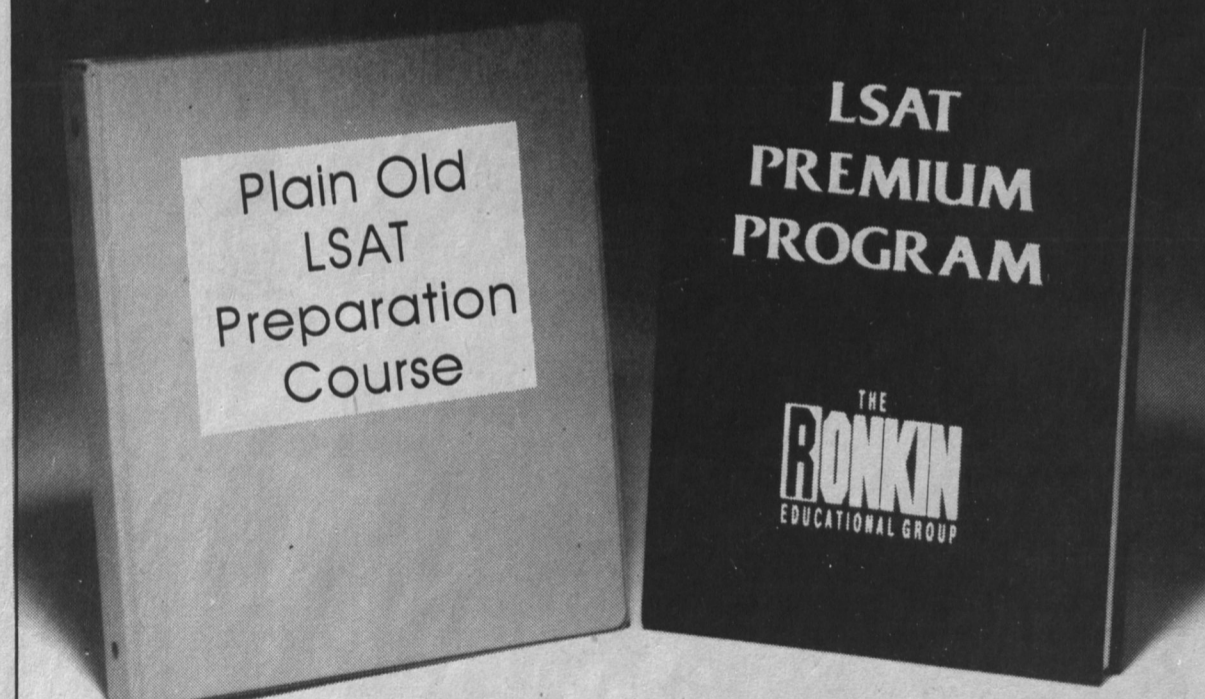 Plain Old
LSAT
Preparation
Course
LSAT
PREMIUM
PROGRAM
THE
RONKIN
EDUCATIONAL GROUP